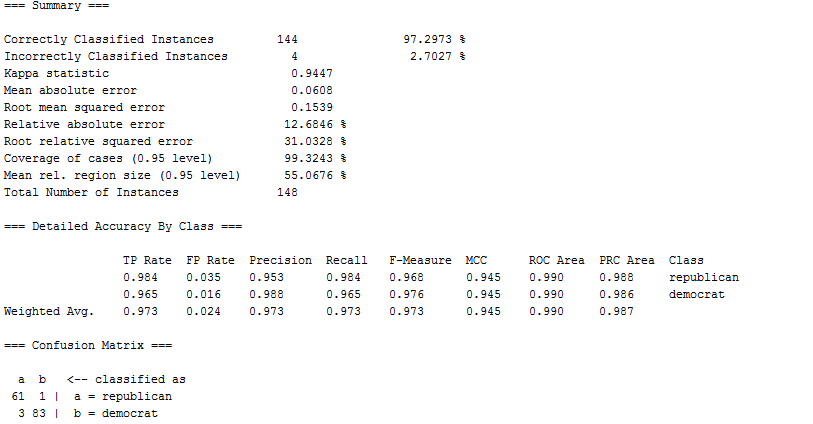 === Summary ===
Correctly Classified Instances 144 97.2973 %
Incorrectly Classified Instances 4 2.7027 %
Kappa statistic 0.9447
Mean absolute error 0.0608
Root mean squared error 0.1539
Relative absolute error 12.6846 %
Root relative squared error 31.0328 %
Coverage of cases (0.95 level) 99.3243 %
Mean rel. region size (0.95 level) 55.0676 %
Total Number of Instances 148
=== Detailed Accuracy By Class ===
TP Rate FP Rate Precision Recall F-Measure MCC ROC Area PRC Area Class
0.984 0.035 0.953 0.984 0.968 0.945 0.990 0.988 republican
0.965 0.016 0.988 0.965 0.976 0.945 0.990 0.986 democrat
Weighted Avg. 0.973 0.024 0.973 0.973 0.973 0.945 0.990 0.987
=== Confusion Matrix ===
a b <-- classified as
61 1 | a = republican
3 83 | b = democrat